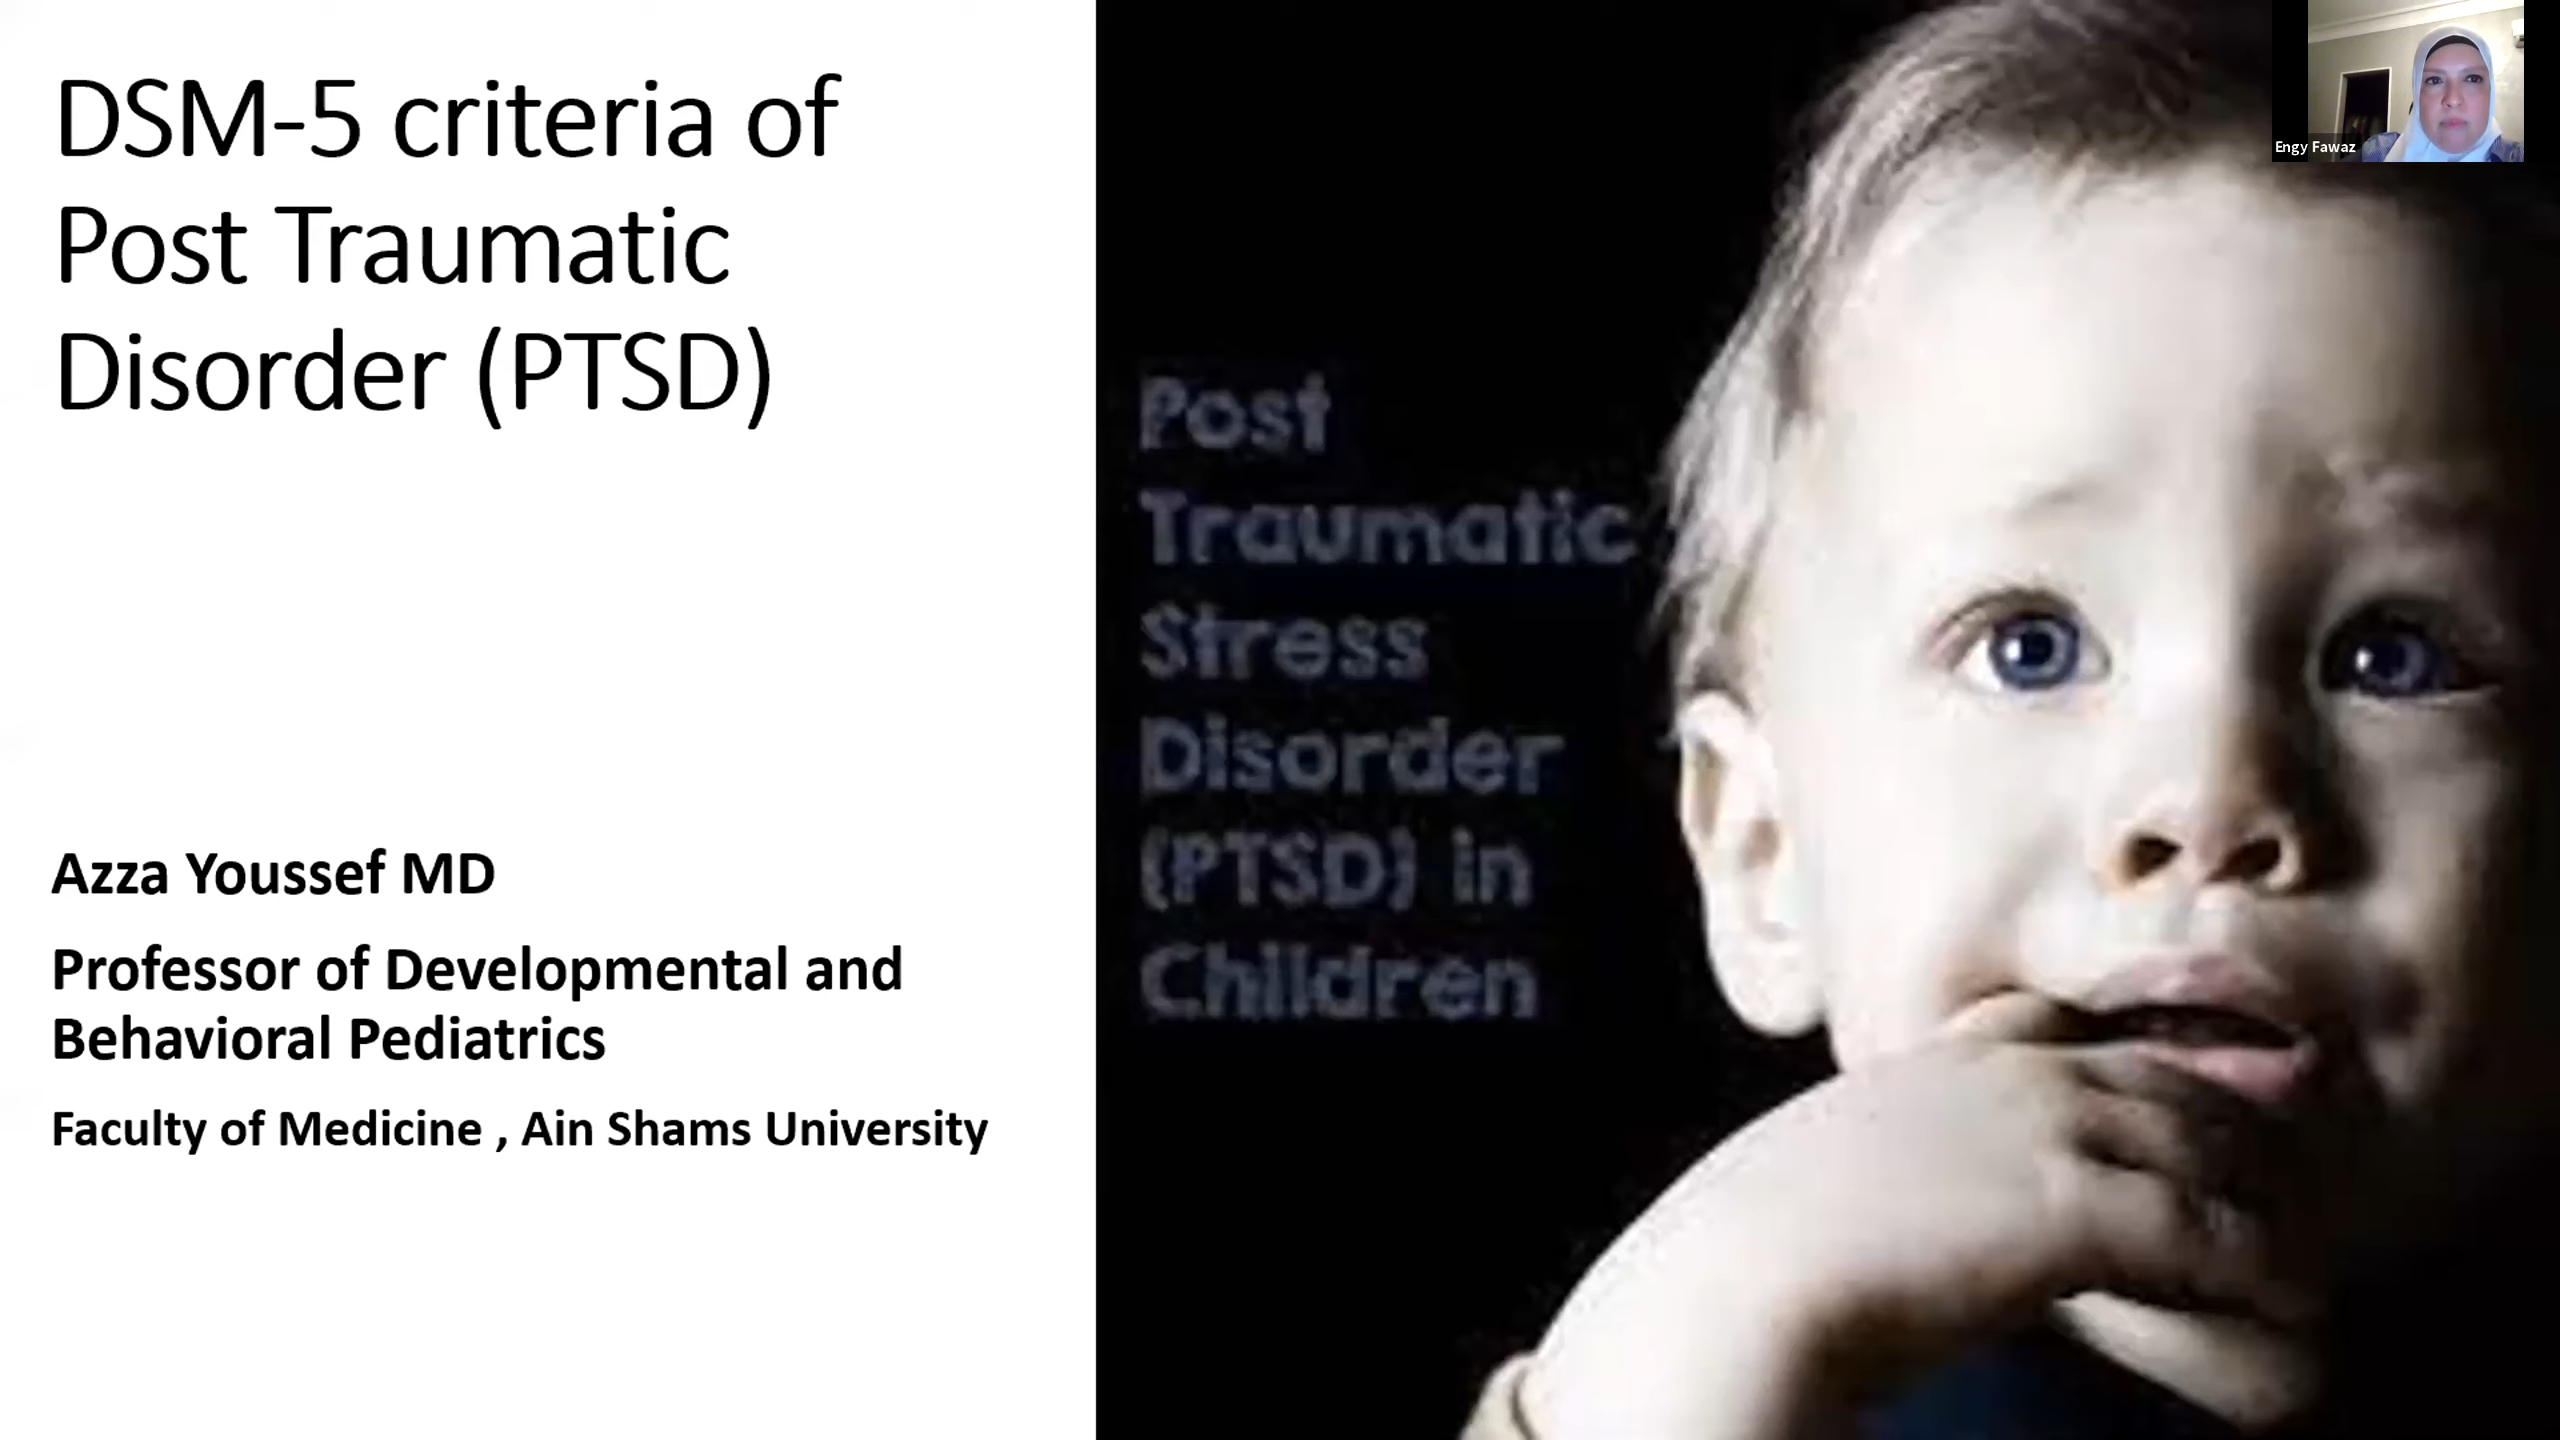 DSM-5 criteria of
Post Traumatic
Disorder (PTSD)
Azza Youssef MD
Professor of Developmental and
Behavioral Pediatrics
Faculty of Medicine , Ain Shams University
Post
Traumatic
Stress
Disorder
(PTSD) in
Children
Engy Fawaz